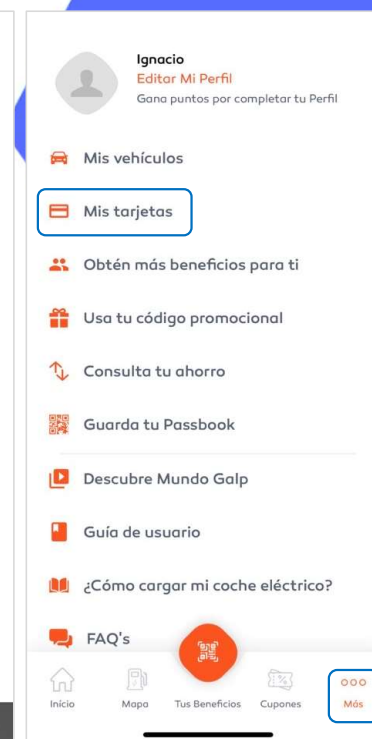 Ignacio
Editar Mi Perfil
Gana puntos por completar tu Perfil
Mis vehículos
Mis tarjetas
Obtén más beneficios para ti
Usa tu código promocional
Consulta tu ahorro
Guarda tu Passbook
Descubre Mundo Galp
Guía de usuario
¿Cómo cargar mi coche eléctrico?
FAQ's
Início Mapa Tus Beneficios Cupones Más